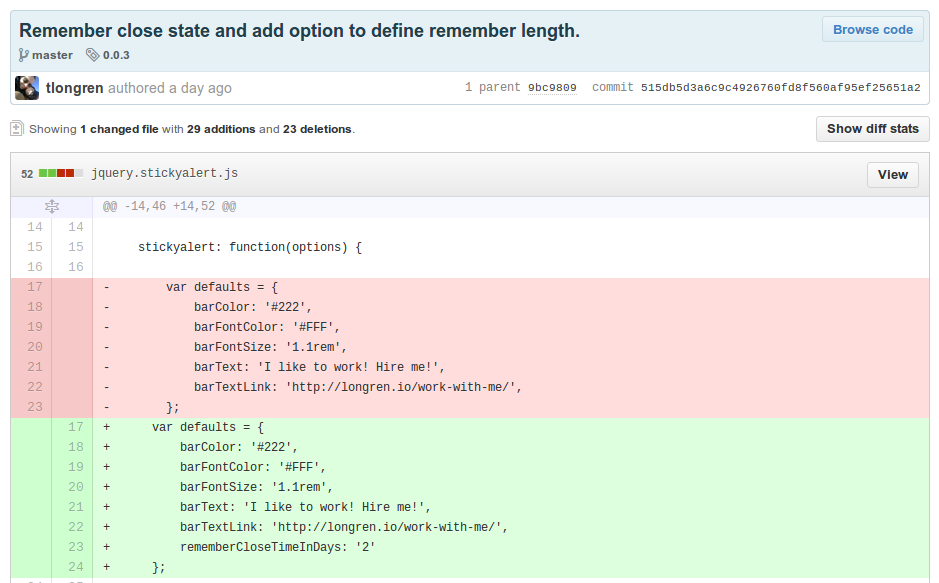 Remember close state and add option to define remember length.
Browse code
master 0.0.3
tlongren authored a day ago 1 parent 9bc9809 commit 515db5d3a6c9c4926760fd8f560af95ef25651a2
Showing 1 changed file with 29 additions and 23 deletions.
Show diff stats
52 jquery.stickyalert.js View
@@ -14,46 +14,52 @@
14 14
15 15 stickyalert: function(options) {
16 16
17 - var defaults = {
18 - barColor: '#222',
19 - barFontColor: '#FFF',
20 - barFontSize: '1.1rem',
21 - barText: 'I like to work! Hire me!',
22 - barTextLink: 'http://longren.io/work-with-me/',
23 - };
17 + var defaults = {
18 + barColor: '#222',
19 + barFontColor: '#FFF',
20 + barFontSize: '1.1rem',
21 + barText: 'I like to work! Hire me!',
22 + barTextLink: 'http://longren.io/work-with-me/',
23 + rememberCloseTimeInDays: '2'
24 + };